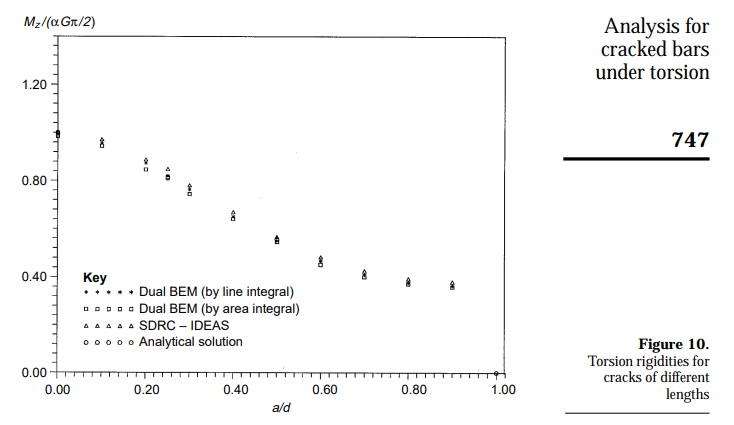 Mz/(αGπ/2)
1.20
0.80
0.40
0.00
Key
Dual BEM (by line integral)
Dual BEM (by area integral)
SDRC – IDEAS
Analytical solution
0.00 0.20 0.40 0.60 0.80 1.00
a/d
Analysis for
cracked bars
under torsion
747
Figure 10.
Torsion rigidities for
cracks of different
lengths